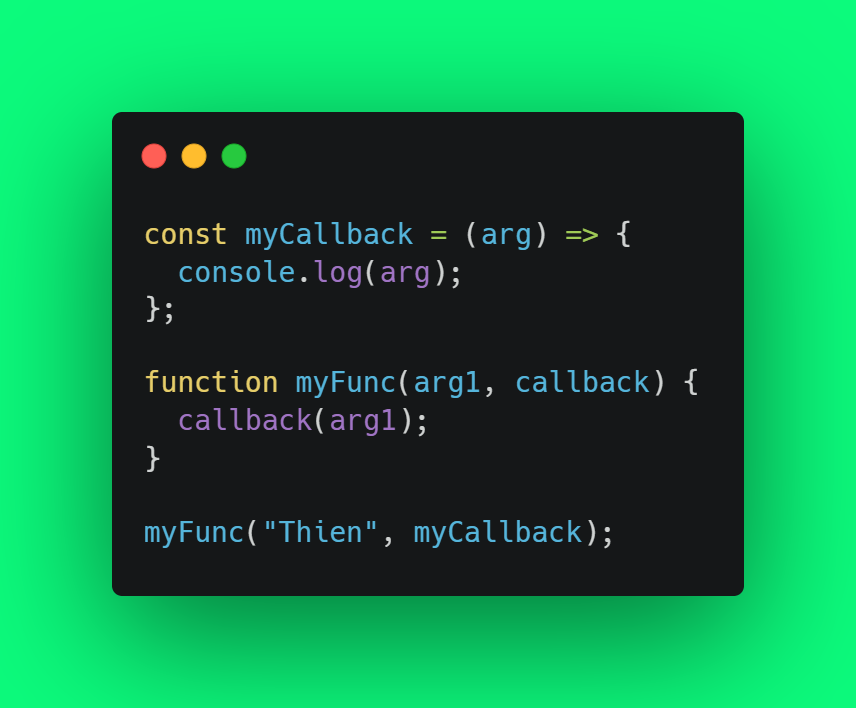 const myCallback = (arg) => {
  console.log(arg);
};

function myFunc(arg1, callback) {
  callback(arg1);
}

myFunc("Thien", myCallback);